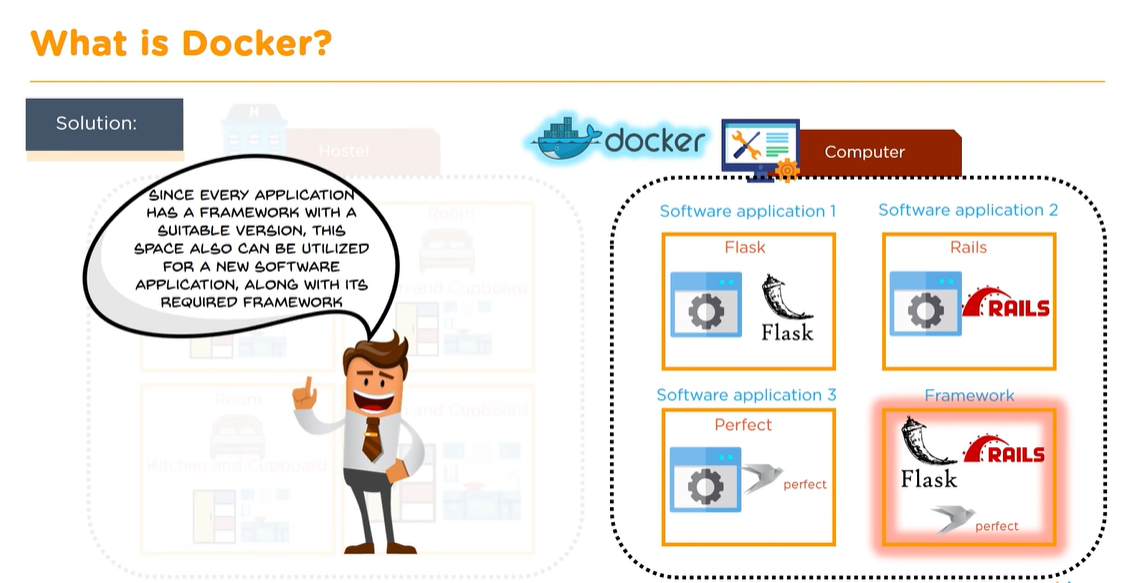 What is Docker?
Solution:
Hostel
docker
Computer
SINCE EVERY APPLICATION
HAS A FRAMEWORK WITH A
SUITABLE VERSION, THIS
SPACE ALSO CAN BE UTILIZED
FOR A NEW SOFTWARE
APPLICATION, ALONG WITH ITS
REQUIRED FRAMEWORK
Room
and Cupboard
Room
Kitchen and Cupboard
and Cupboard
Software application 1
Flask
Flask
Software application 2
Rails
RAILS
Software application 3
Perfect
perfect
Framework
Flask
RAILS
perfect